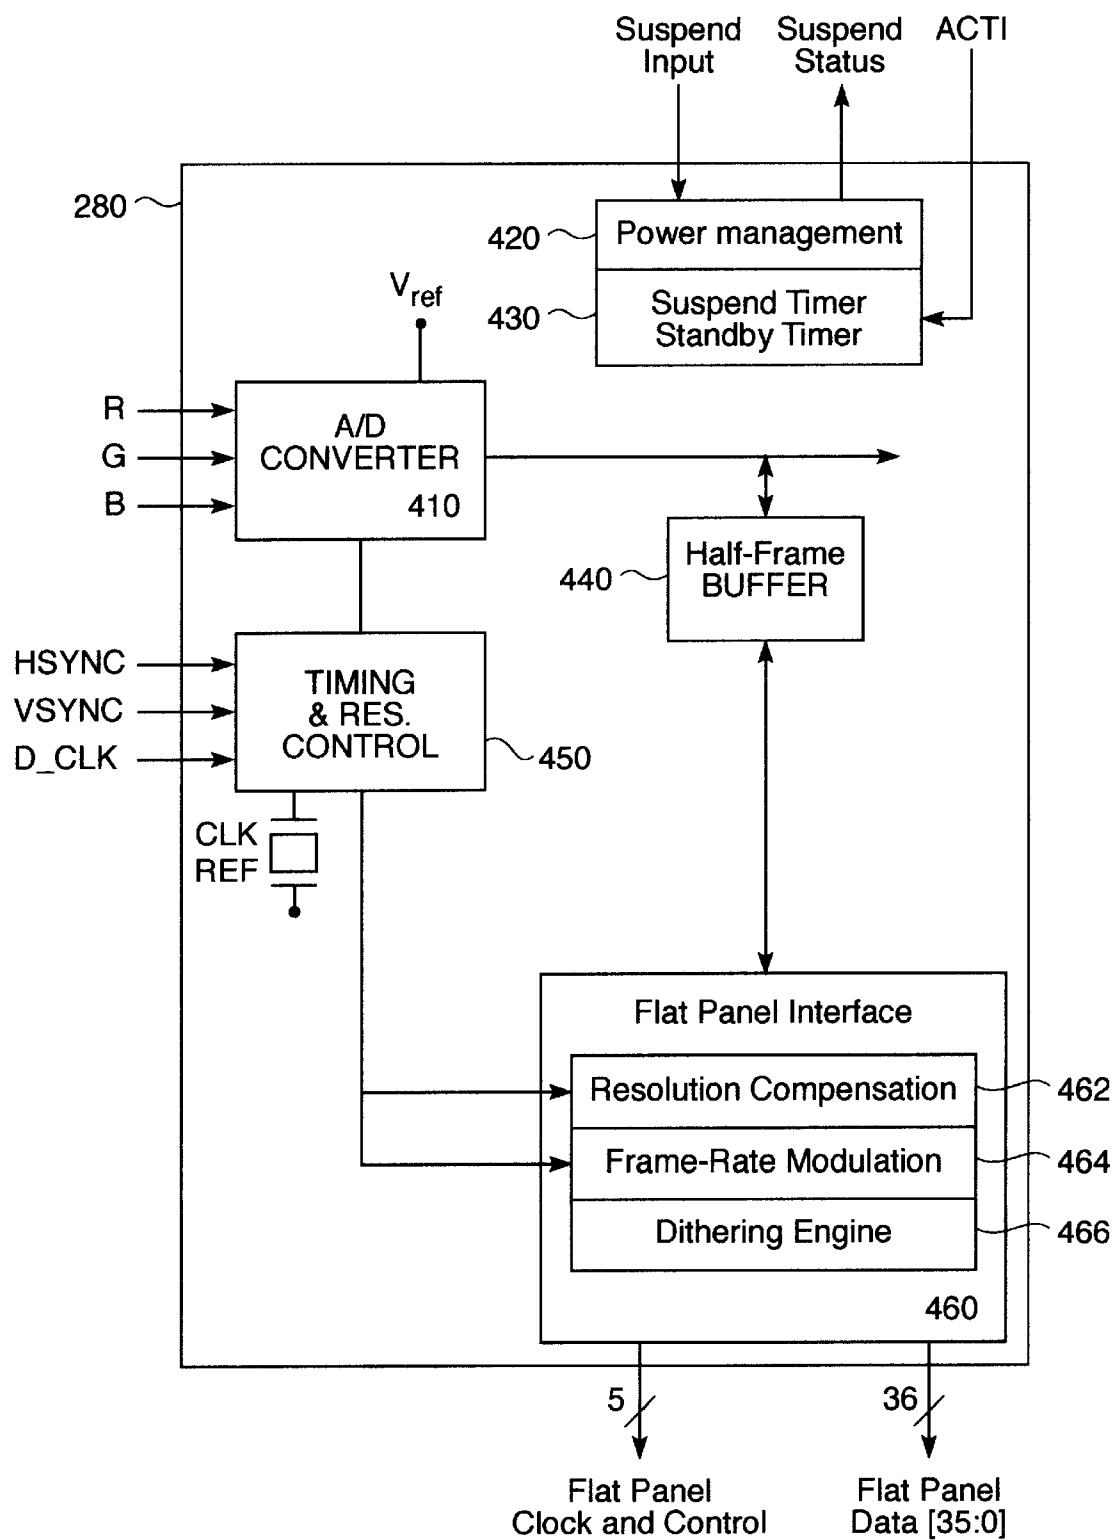 Suspend
Input
Suspend
Status
ACTI
280
420
Power management
430
Suspend Timer
Standby Timer
Vref
R
G
B
A/D
CONVERTER
410
440
Half-Frame
BUFFER
HSYNC
VSYNC
D_CLK
TIMING
& RES.
CONTROL
450
CLK
REF
Flat Panel Interface
Resolution Compensation
462
Frame-Rate Modulation
464
Dithering Engine
466
460
5
36
Flat Panel
Clock and Control
Flat Panel
Data [35:0]